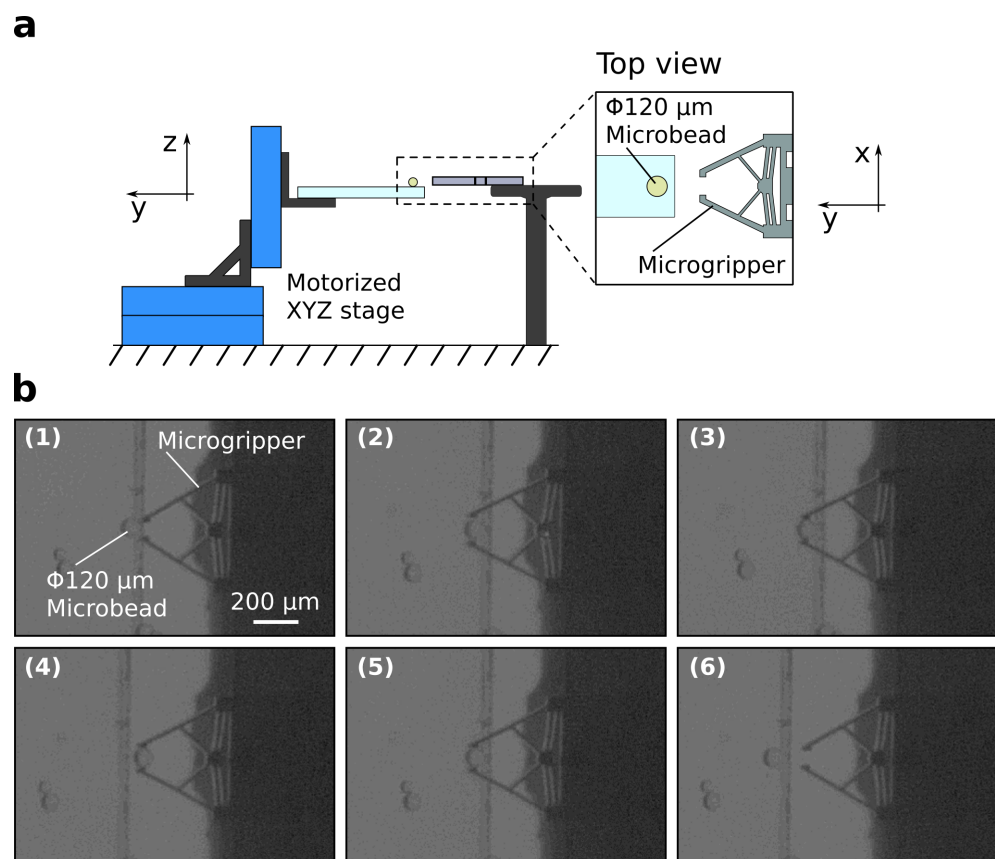 a
Top view
Φ120 µm
Microbead
z
y
x
y
Microgripper
Motorized
XYZ stage
b
(1)
Microgripper
Φ120 µm
Microbead
200 µm
(2)
(3)
(4)
(5)
(6)